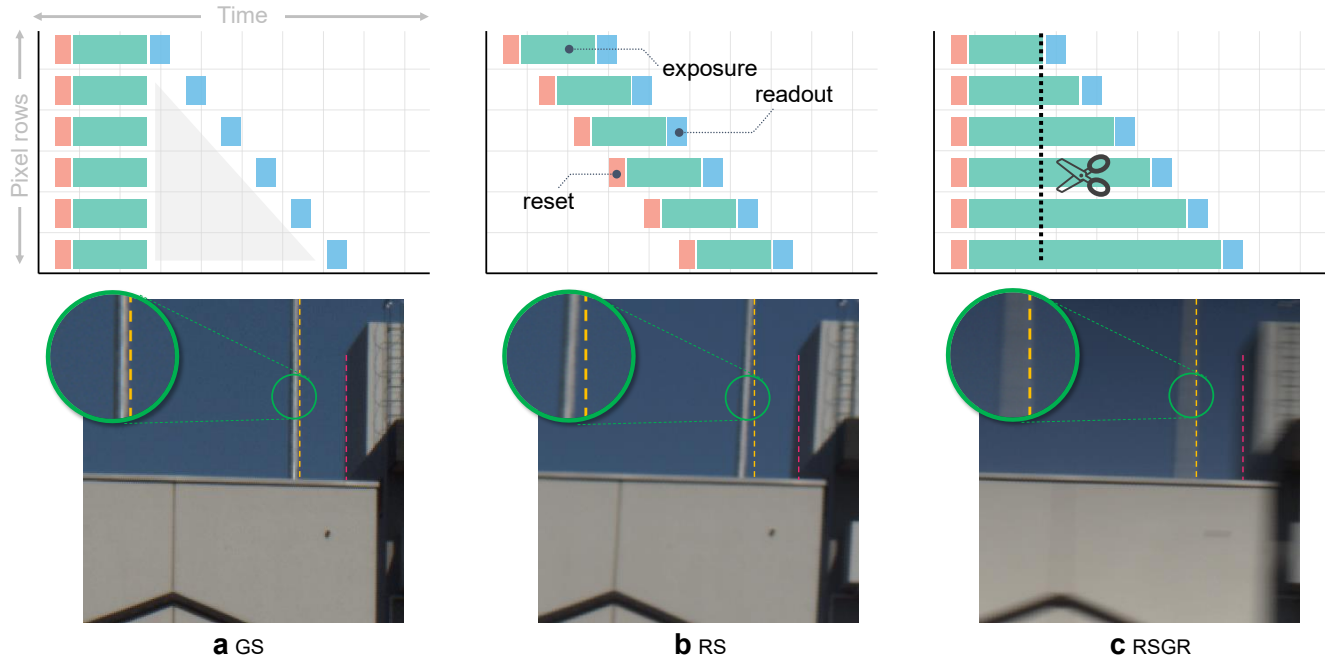 Time
Pixel rows
exposure
readout
reset
a GS
b RS
c RSGR